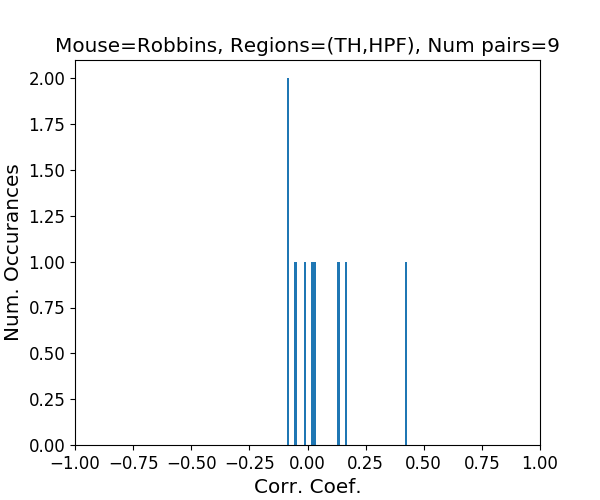 Mouse=Robbins, Regions=(TH,HPF), Num pairs=9
Num. Occurances
2.00
1.75
1.50
1.25
1.00
0.75
0.50
0.25
0.00
−1.00 −0.75 −0.50 −0.25 0.00 0.25 0.50 0.75 1.00
Corr. Coef.